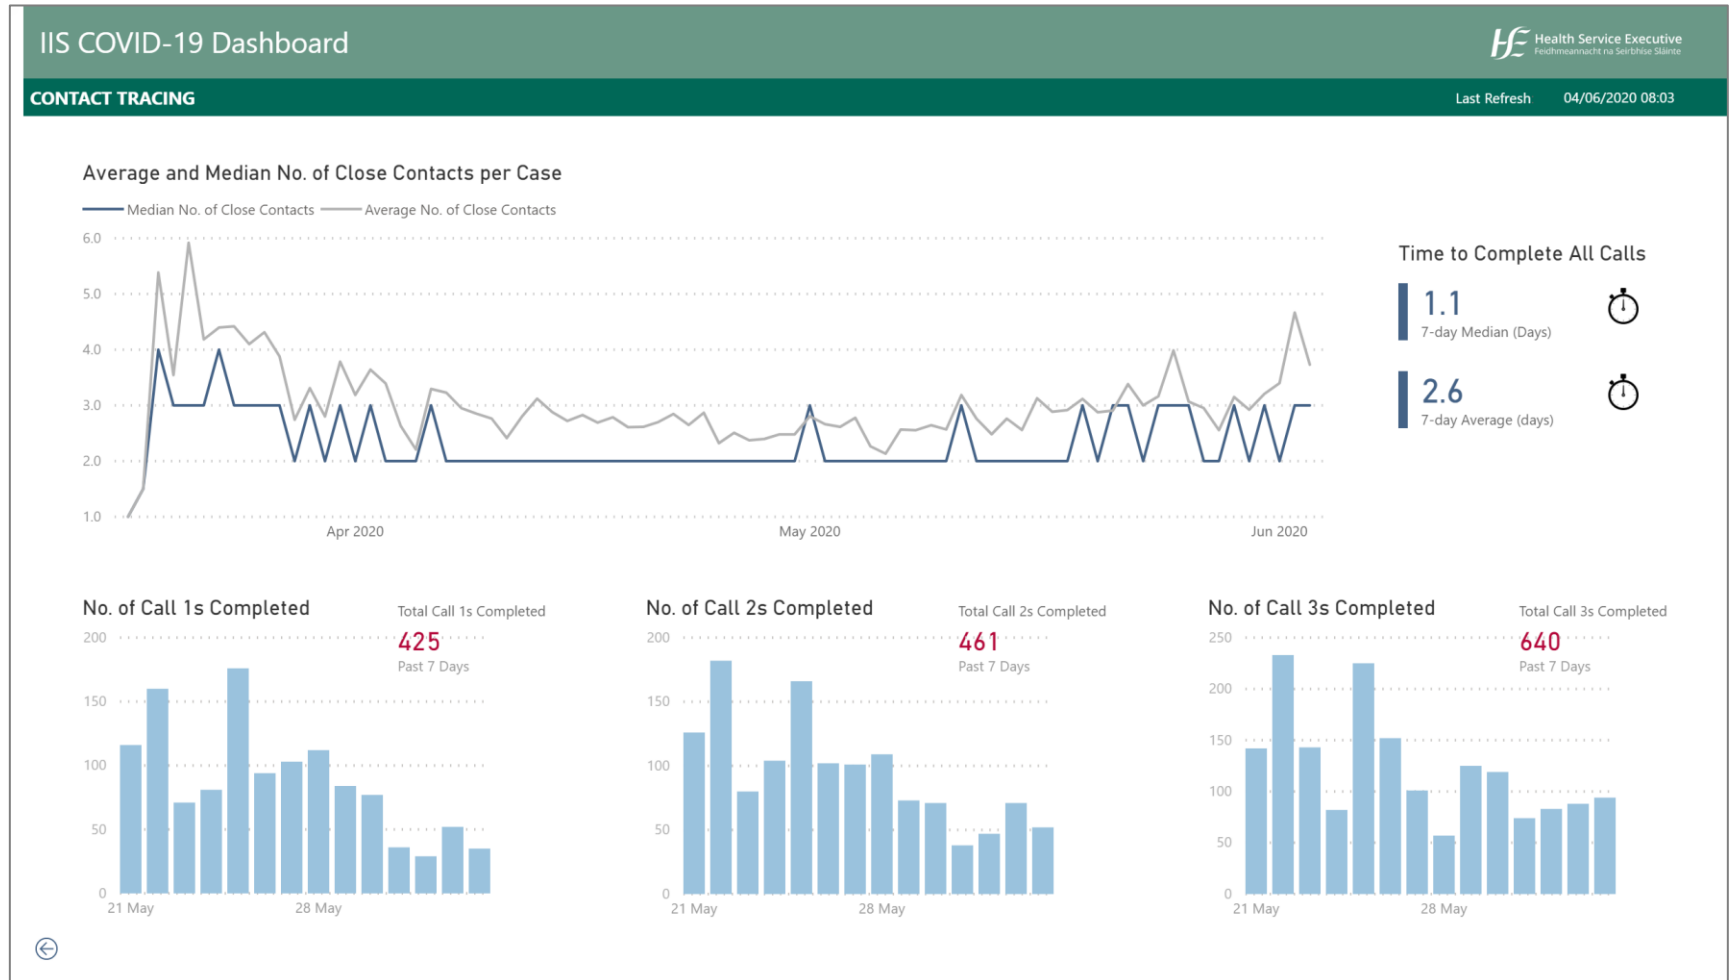 IIS COVID-19 Dashboard
Health Service Executive
Feidhmeannacht na Seirbhíse Sláinte
CONTACT TRACING
Last Refresh 04/06/2020 08:03
Average and Median No. of Close Contacts per Case
Median No. of Close Contacts Average No. of Close Contacts
6.0
5.0
4.0
3.0
2.0
1.0
Apr 2020 May 2020 Jun 2020
Time to Complete All Calls
1.1
7-day Median (Days)
2.6
7-day Average (days)
No. of Call 1s Completed
Total Call 1s Completed
425
Past 7 Days
200
150
100
50
0
21 May 28 May
No. of Call 2s Completed
Total Call 2s Completed
461
Past 7 Days
200
150
100
50
0
21 May 28 May
No. of Call 3s Completed
Total Call 3s Completed
640
Past 7 Days
250
200
150
100
50
0
21 May 28 May